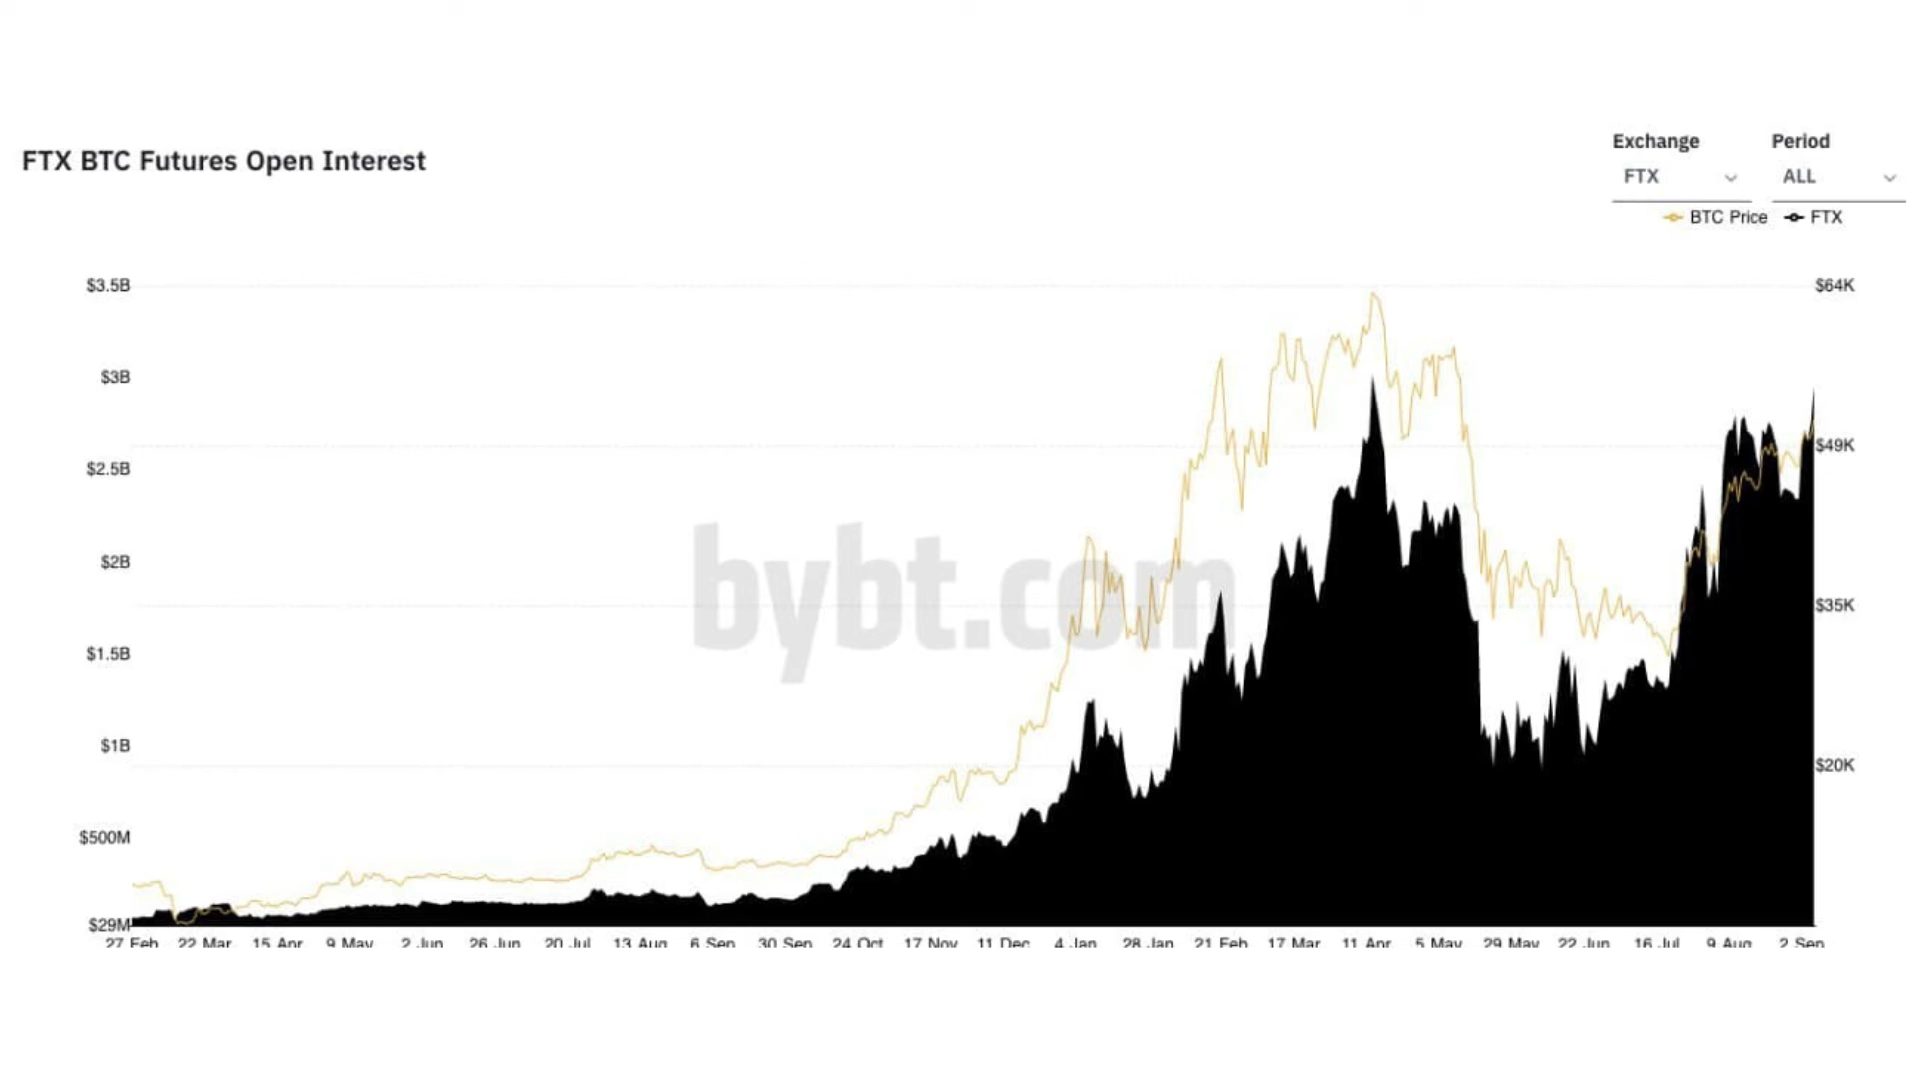 FTX BTC Futures Open Interest
Exchange Period
FTX ALL
BTC Price FTX
$3.5B
$3B
$2.5B
$2B
$1.5B
$1B
$500M
$29M
$64K
$49K
$35K
$20K
bybt.com
27 Feb 22 Mar 15 Apr 9 May 2 Jun 26 Jun 20 Jul 13 Aug 6 Sep 30 Sep 24 Oct 17 Nov 11 Dec 4 Jan 28 Jan 21 Feb 17 Mar 11 Apr 5 May 29 May 22 Jun 16 Jul 9 Aug 2 Sep